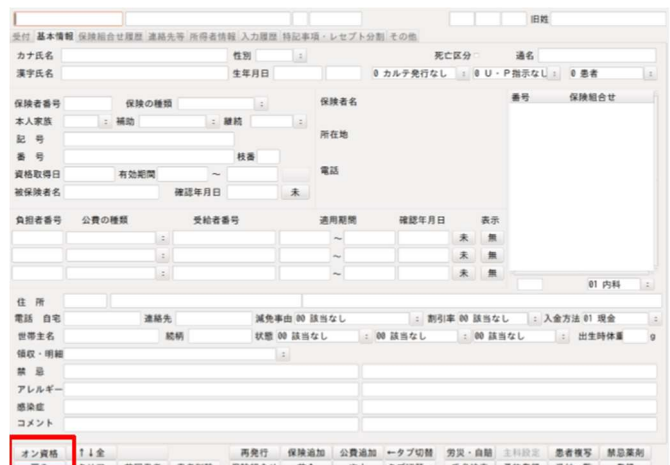 旧姓
受付 基本情報 保険組合せ履歴 連絡先等 所得者情報 入力履歴 特記事項・レセプト分割 その他
カナ氏名 性別 死亡区分 通名
漢字氏名 生年月日 0 カルテ発行なし 0 U・P指示なし 0 患者
保険者番号 保険の種類 保険者名 番号 保険組合せ
本人家族 補助 継続
記 号 所在地
番 号 枝番
資格取得日 有効期間 ～ 電話
被保険者名 確認年月日 未
負担者番号 公費の種類 受給者番号 適用期間 確認年月日 表示
～ 未 無
～ 未 無
～ 未 無
01 内科
住 所
電話 自宅 連絡先 減免事由 00 該当なし 割引率 00 該当なし 入金方法 01 現金
世帯主名 続柄 状態 00 該当なし 00 該当なし 00 該当なし 出生時体重 g
領収・明細
禁 忌
アレルギー
感染症
コメント
オン資格 ↑↓全 再発行 保険追加 公費追加 ←タブ切替 労災・自賠 主科設定 患者複写 禁忌薬剤